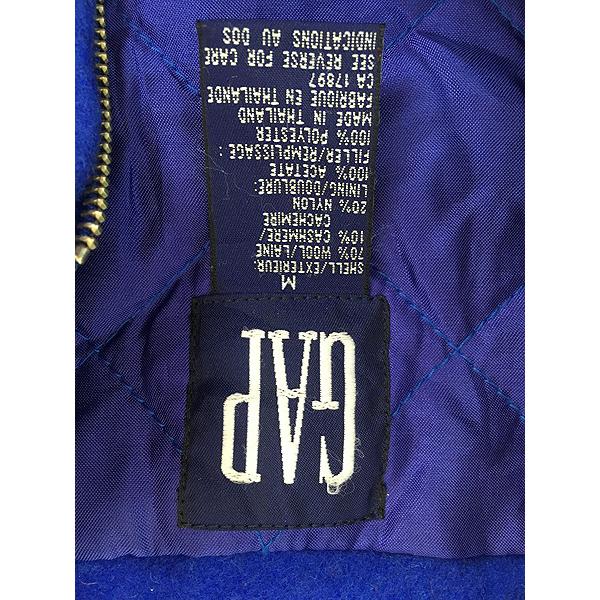 GAP
M
SHELL/EXTERIEUR:
70% WOOL/LAINE
10% CASHMERE/
CACHEMIRE
20% NYLON
LINING/DOUBLURE:
100% ACETATE
FILLER/REMPLISSAGE :
100% POLYESTER
MADE IN THAILAND
FABRIQUE EN THAILANDE
CA 17897
SEE REVERSE FOR CARE
INDICATIONS AU DOS